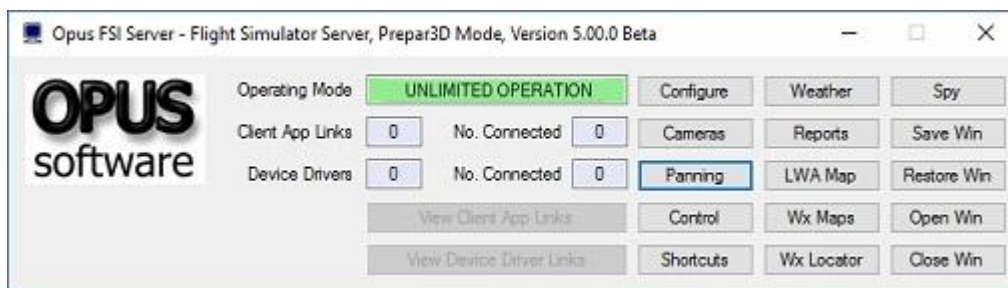 Opus FSI Server - Flight Simulator Server, Prepar3D Mode, Version 5.00.0 Beta
OPUS
software
Operating Mode UNLIMITED OPERATION Configure Weather Spy
Client App Links 0 No. Connected 0 Cameras Reports Save Win
Device Drivers 0 No. Connected 0 Panning LWA Map Restore Win
View Client App Links Control Wx Maps Open Win
View Device Driver Links Shortcuts Wx Locator Close Win